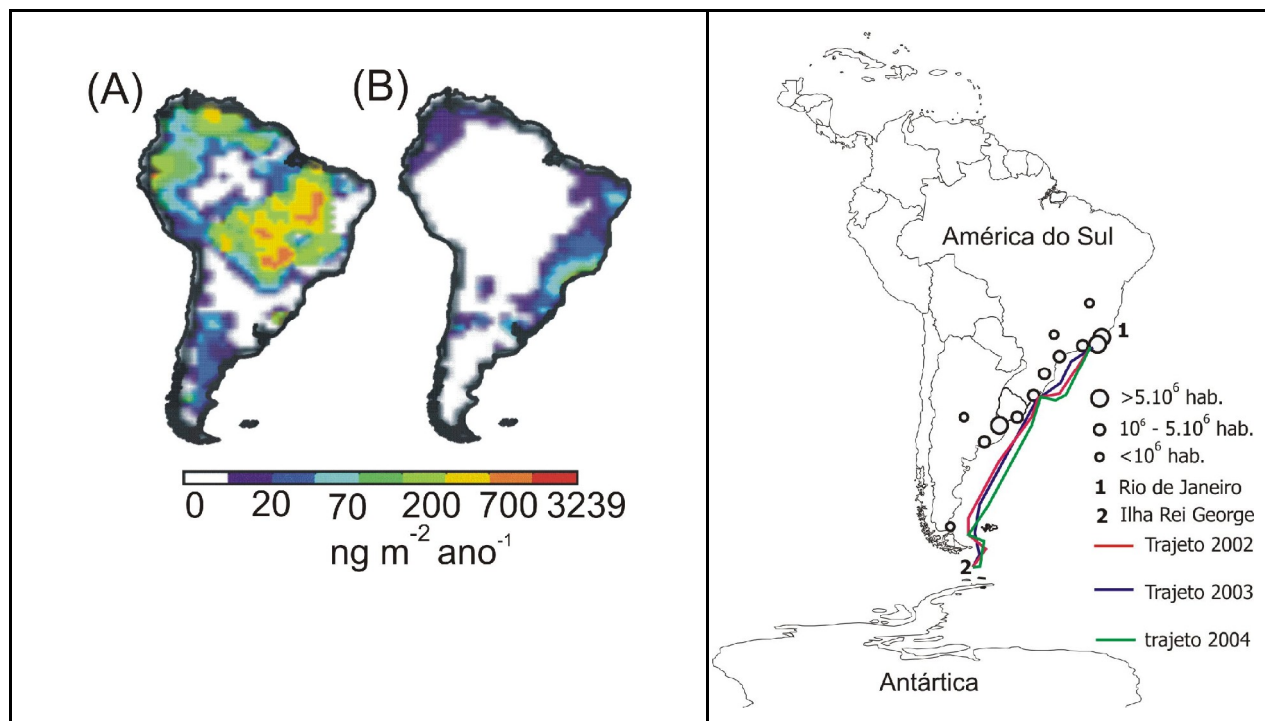 (A)
(B)
0 20 70 200 700 3239
ng m⁻² ano⁻¹
América do Sul
1
>5.10⁶ hab.
10⁶ - 5.10⁶ hab.
<10⁶ hab.
1 Rio de Janeiro
2 Ilha Rei George
Trajeto 2002
2
Trajeto 2003
trajeto 2004
Antártica